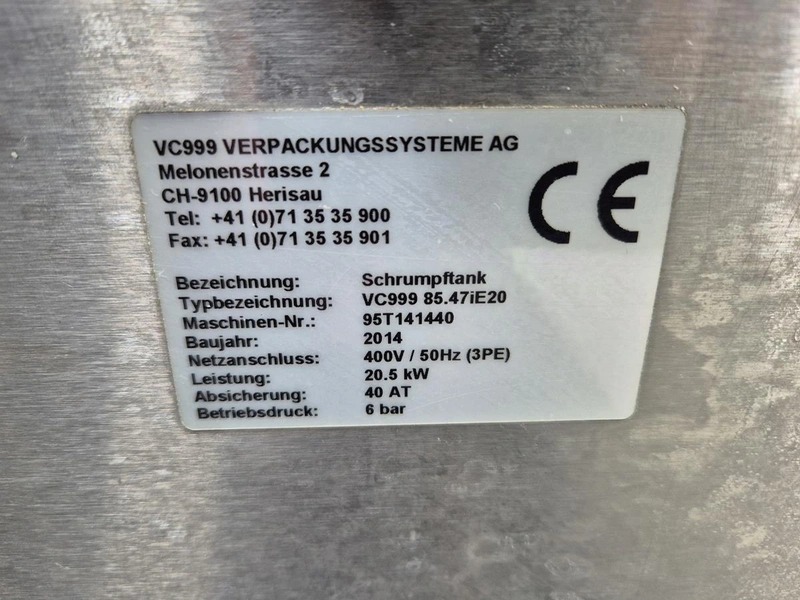 VC999 VERPACKUNGSSYSTEME AG
Melonenstrasse 2
CH-9100 Herisau
Tel: +41 (0)71 35 35 900
Fax: +41 (0)71 35 35 901
CE
Bezeichnung: Schrumpftank
Typbezeichnung: VC999 85.47iE20
Maschinen-Nr.: 95T141440
Baujahr: 2014
Netzanschluss: 400V / 50Hz (3PE)
Leistung: 20.5 kW
Absicherung: 40 AT
Betriebsdruck: 6 bar